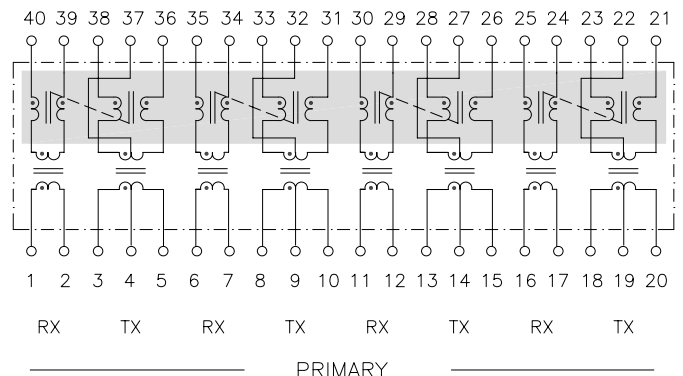 40 39 38 37 36 35 34 33 32 31 30 29 28 27 26 25 24 23 22 21
1 2 3 4 5 6 7 8 9 10 11 12 13 14 15 16 17 18 19 20
RX TX RX TX RX TX RX TX
PRIMARY